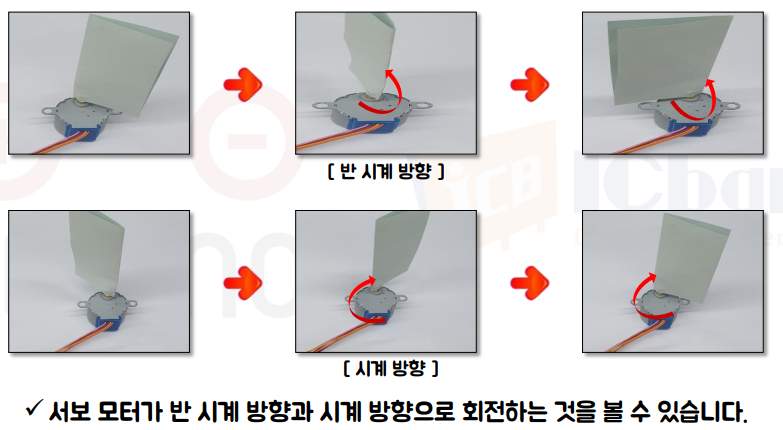 [ 반 시계 방향 ]
iCB
ICban
[ 시계 방향 ]
✓ 서보 모터가 반 시계 방향과 시계 방향으로 회전하는 것을 볼 수 있습니다.